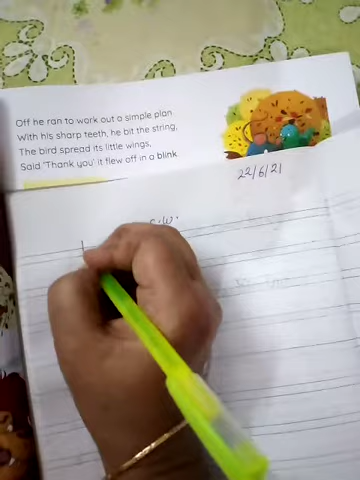 Off he ran to work out a simple plan
With his sharp teeth, he bit the string,
The bird spread its little wings,
Said 'Thank you' it flew off in a blink
22/6/21
C.W.